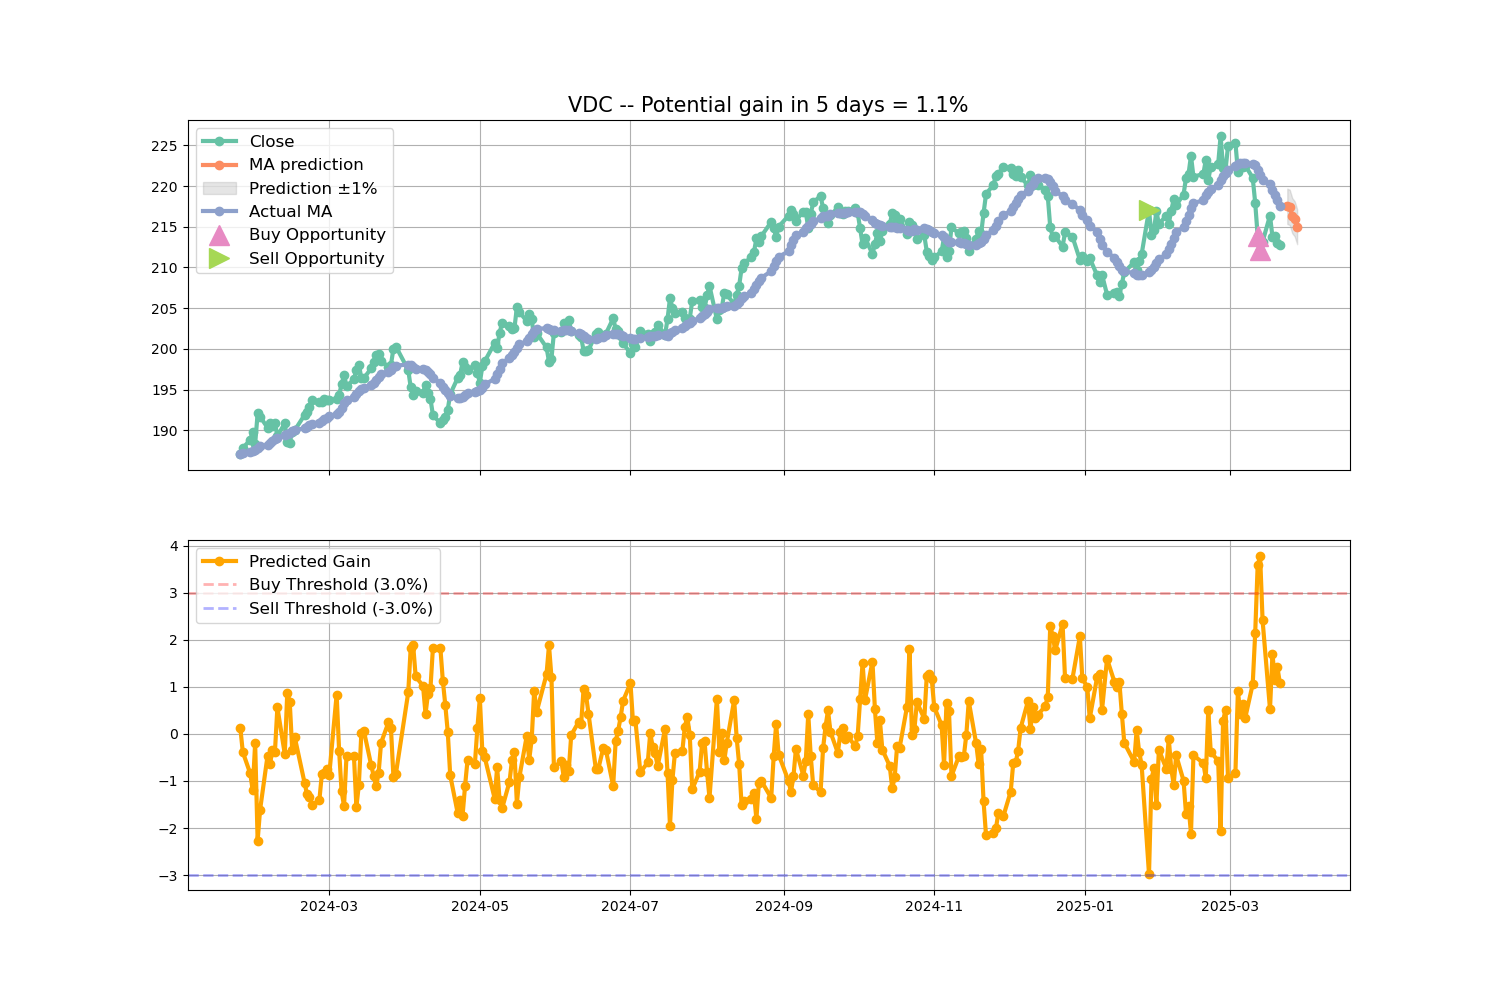 VDC -- Potential gain in 5 days = 1.1%
Close
MA prediction
Prediction ±1%
Actual MA
Buy Opportunity
Sell Opportunity
225
220
215
210
205
200
195
190
Predicted Gain
Buy Threshold (3.0%)
Sell Threshold (-3.0%)
4
3
2
1
0
−1
−2
−3
2024-03
2024-05
2024-07
2024-09
2024-11
2025-01
2025-03